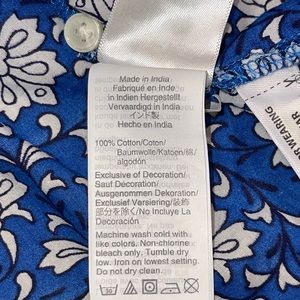 Made in India
Fabriqué en Inde
in Indien Hergestellt
Vervaardigd in India
インド製
Hecho en India
100% Cotton/Coton/
Baumwolle/Katoen/綿/
algodón
Exclusive of Decoration/
Sauf Décoration/
Ausgenommen Dekoration/
Exclusief Versiering/装飾
部分を除く/No Incluye La
Decoración
Machine wash cold with
like colors. Non-chlorine
bleach only. Tumble dry
low. Iron on lowest setting.
Do not dry clean.
30
WEARING